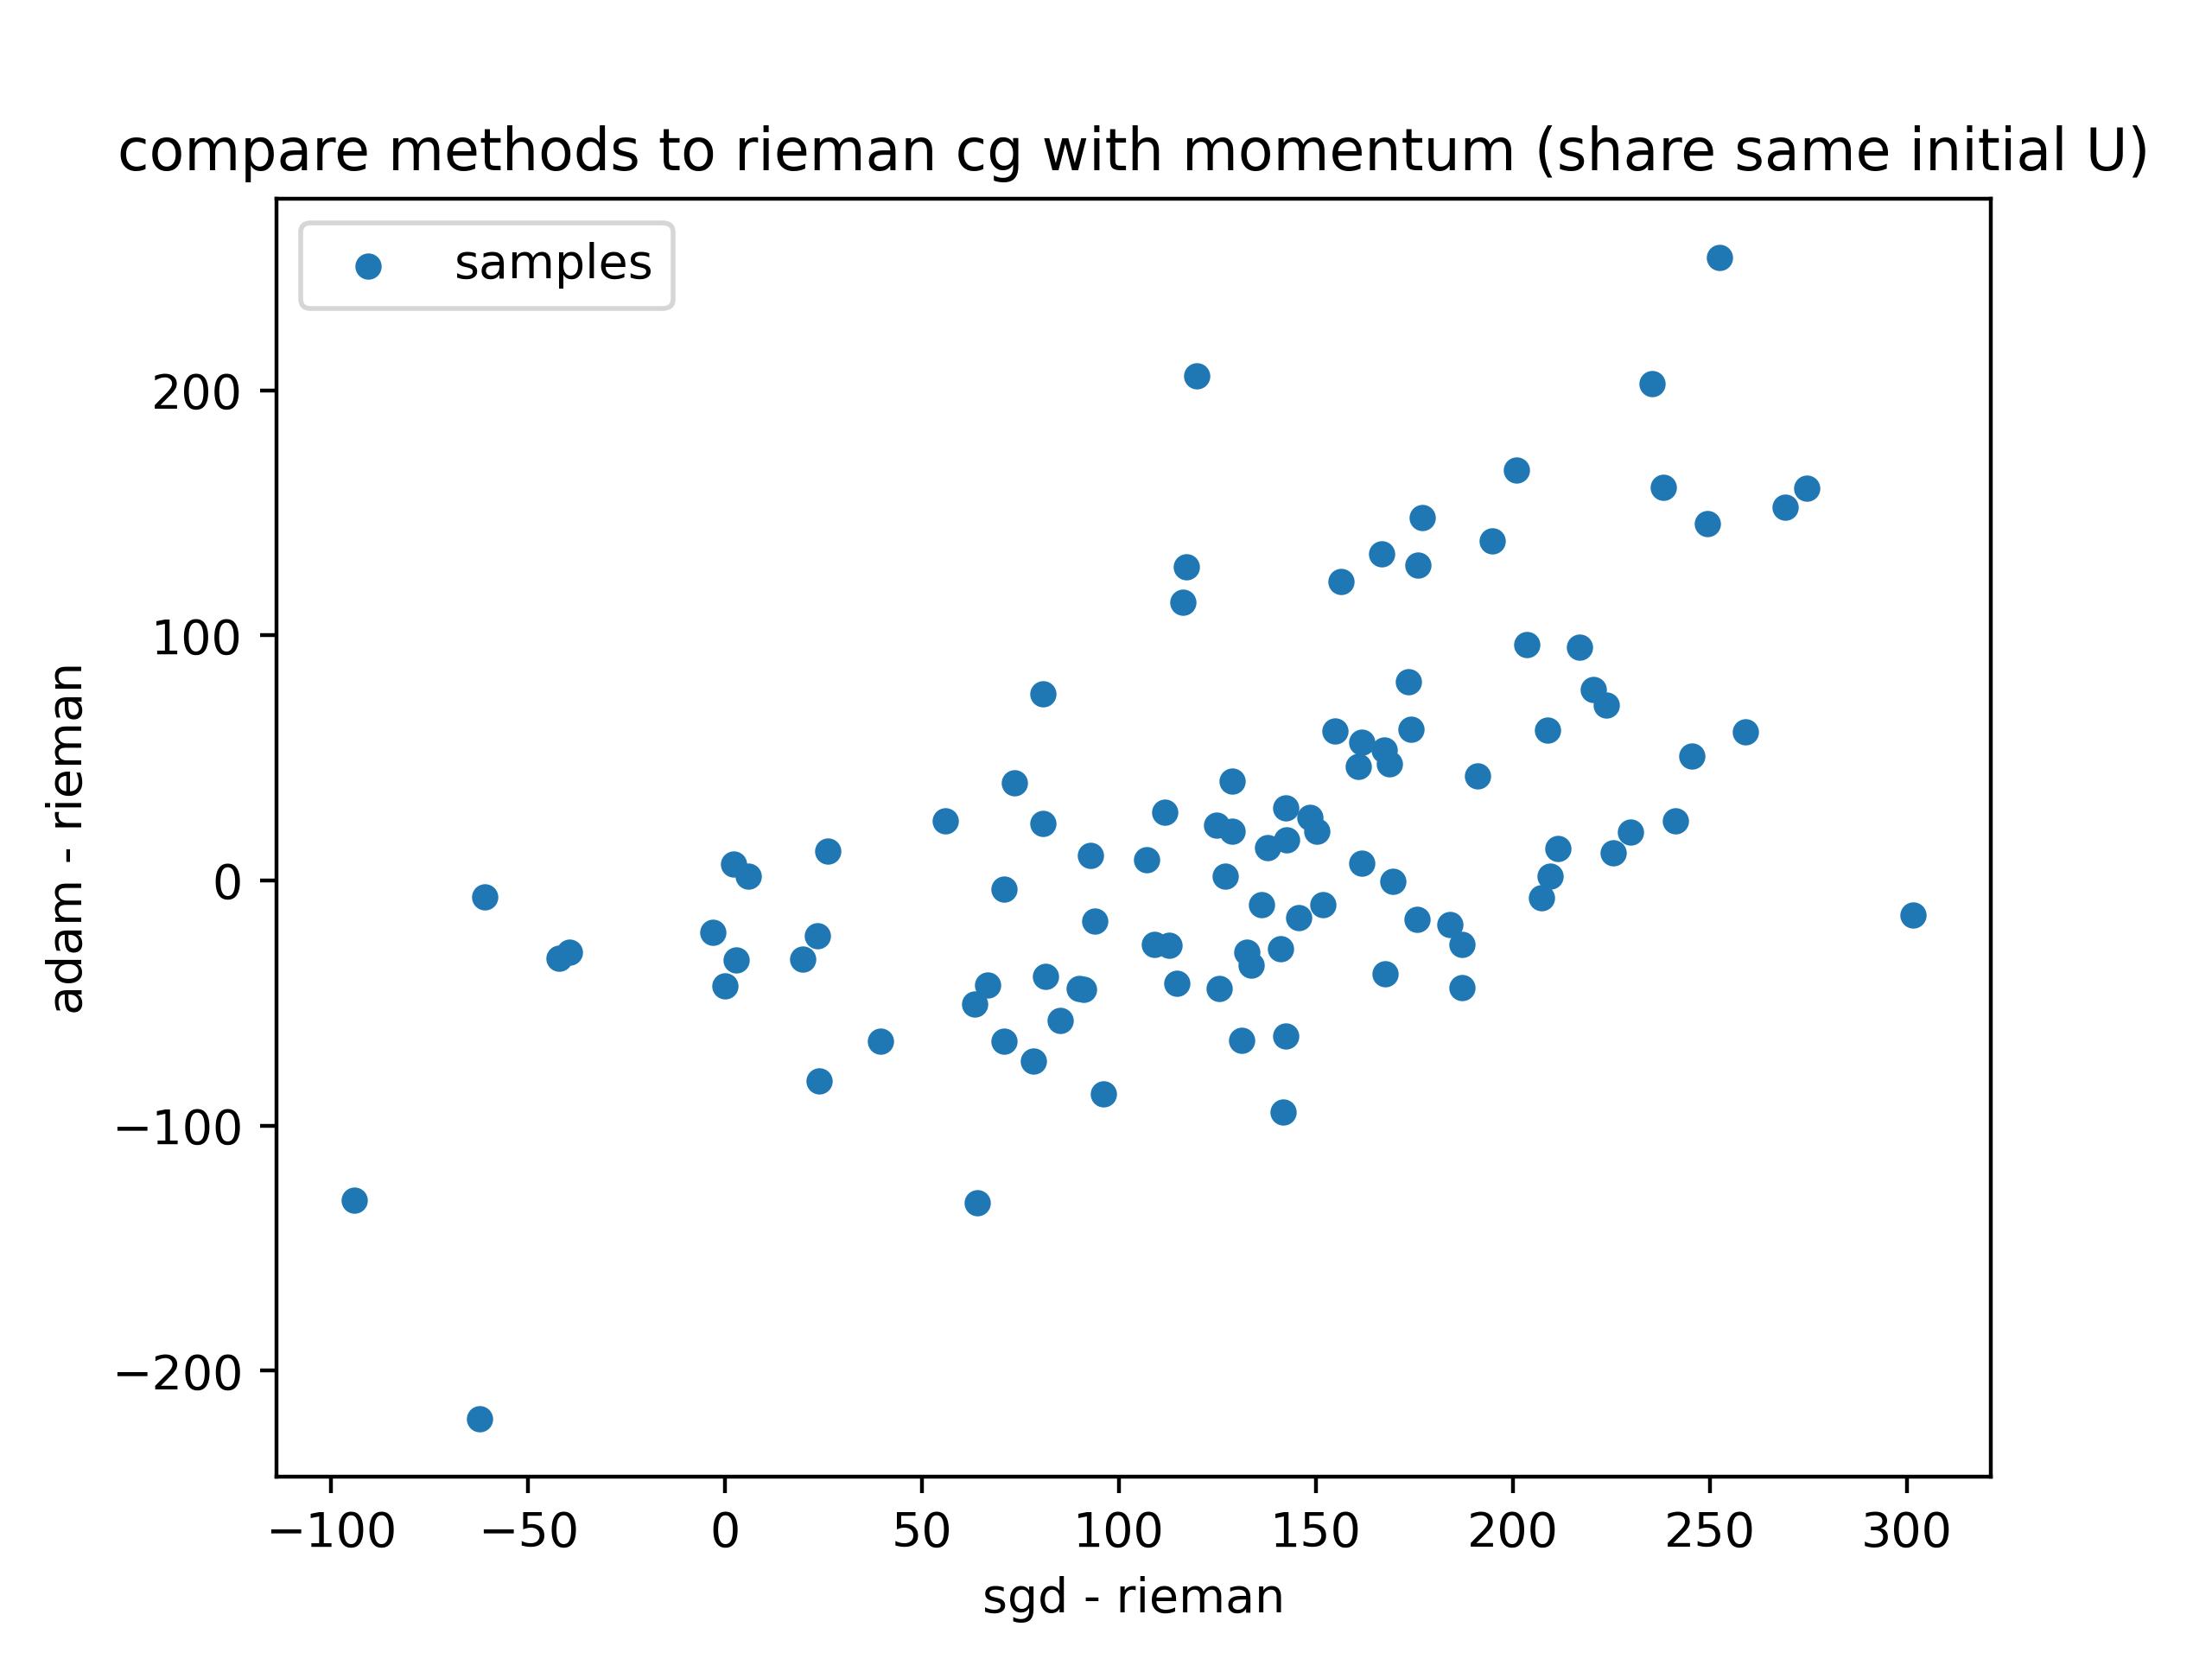 compare methods to rieman cg with momentum (share same initial U)
samples
200
100
0
−100
−200
adam - rieman
−100 −50 0 50 100 150 200 250 300
sgd - rieman